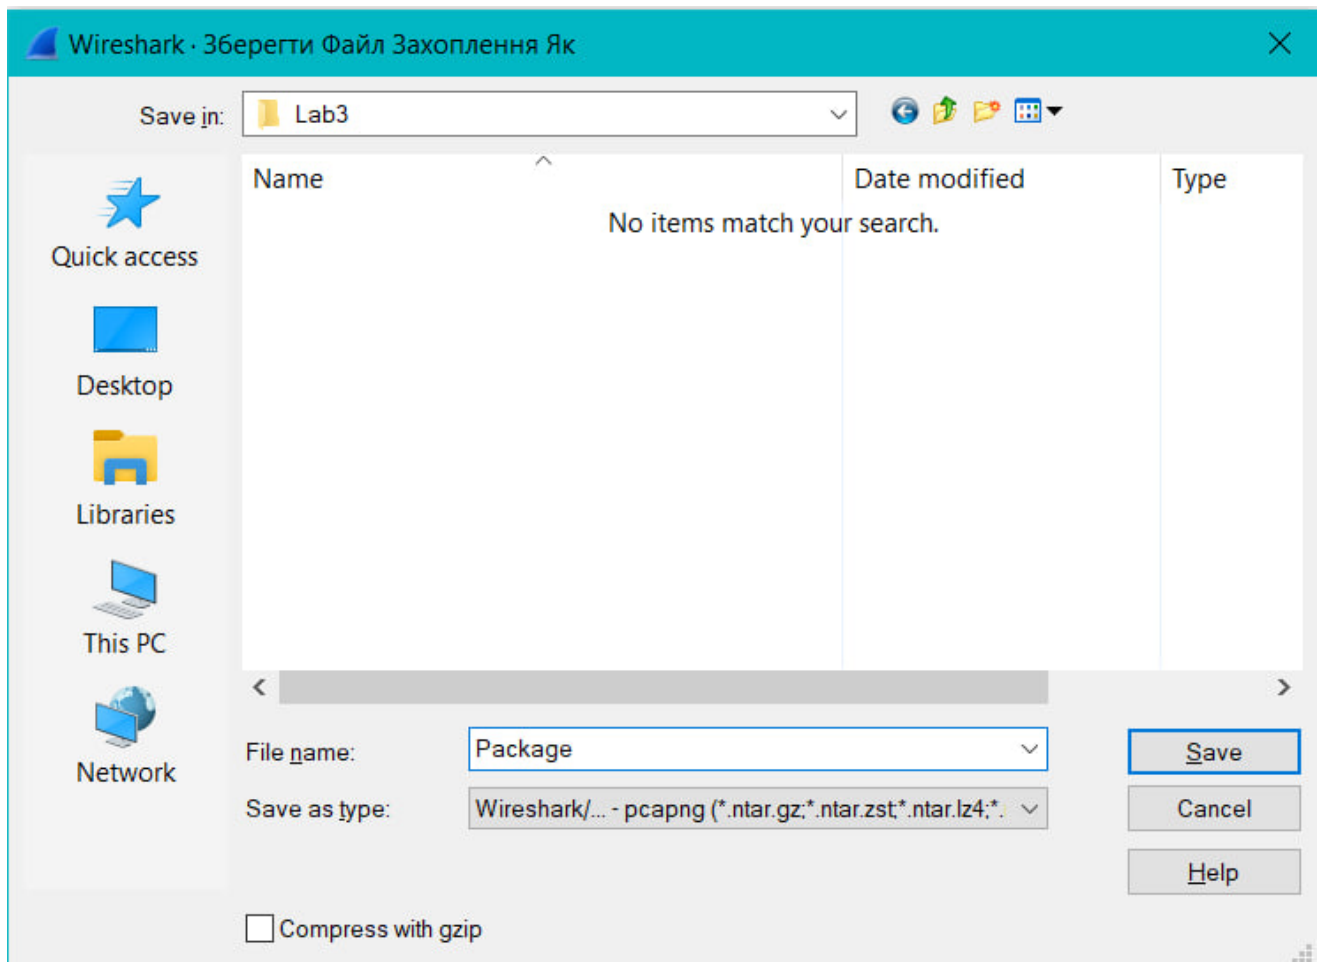 Wireshark · Зберегти Файл Захоплення Як
Save in:
Lab3
Name
Date modified
Type
No items match your search.
Quick access
Desktop
Libraries
This PC
Network
File name:
Package
Save
Save as type:
Wireshark/... - pcapng (*.ntar.gz;*.ntar.zst;*.ntar.lz4;*.
Cancel
Help
Compress with gzip